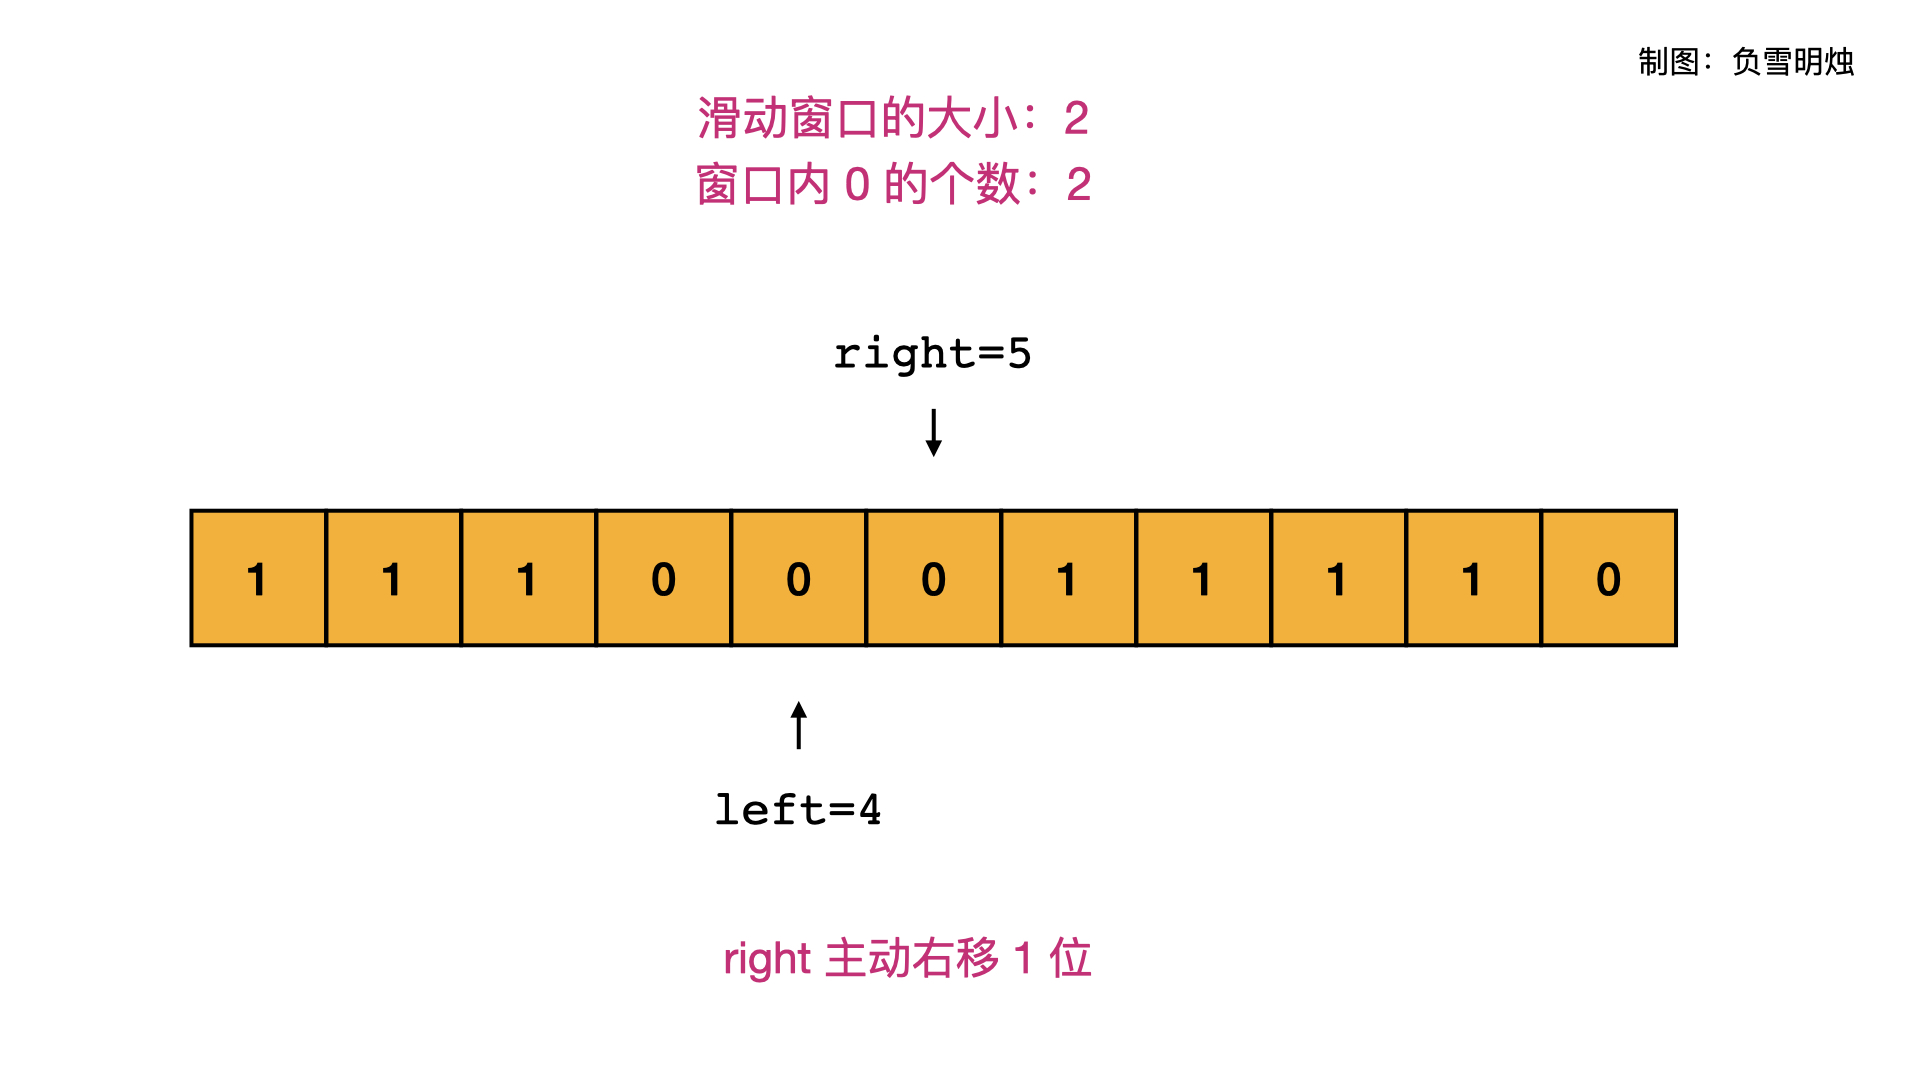 制图：负雪明烛
滑动窗口的大小：2
窗口内 0 的个数：2
right=5
1 1 1 0 0 0 1 1 1 1 0
left=4
right 主动右移 1 位